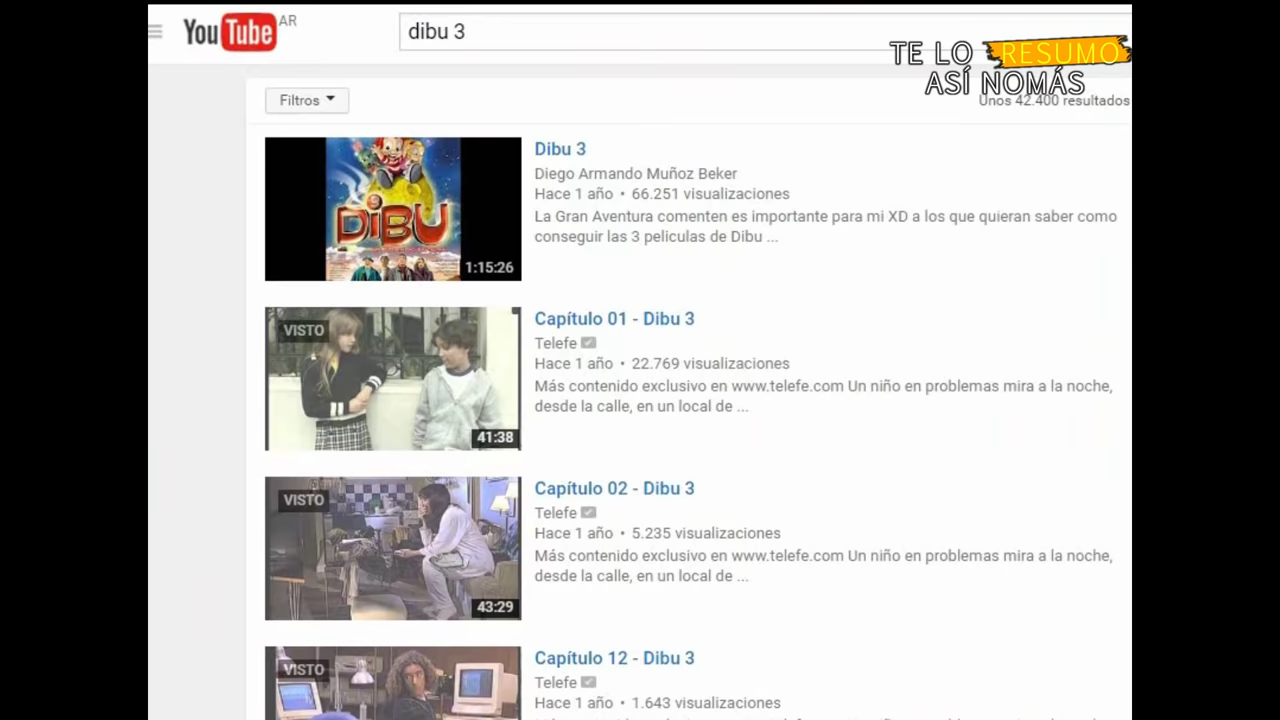 YouTube AR
dibu 3
TE LO RESUMO
ASÍ NOMÁS
Filtros
Unos 42.400 resultados
DIBU
1:15:26
Dibu 3
Diego Armando Muñoz Beker
Hace 1 año • 66.251 visualizaciones
La Gran Aventura comenten es importante para mi XD a los que quieran saber como
conseguir las 3 peliculas de Dibu ...
VISTO
41:38
Capítulo 01 - Dibu 3
Telefe
Hace 1 año • 22.769 visualizaciones
Más contenido exclusivo en www.telefe.com Un niño en problemas mira a la noche,
desde la calle, en un local de ...
VISTO
43:29
Capítulo 02 - Dibu 3
Telefe
Hace 1 año • 5.235 visualizaciones
Más contenido exclusivo en www.telefe.com Un niño en problemas mira a la noche,
desde la calle, en un local de ...
VISTO
Capítulo 12 - Dibu 3
Telefe
Hace 1 año • 1.643 visualizaciones